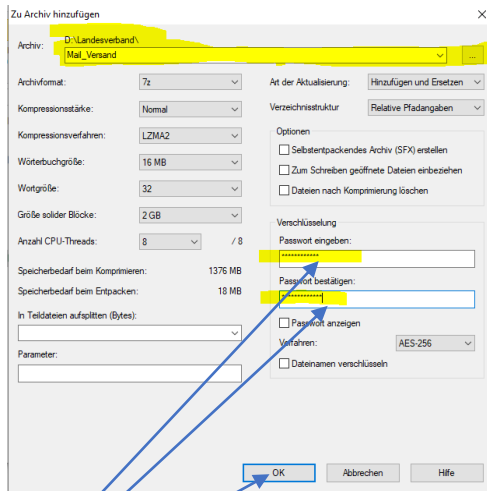 Zu Archiv hinzufügen
Archiv: D:\Landesverband\
Mail_Versand
...
Archivformat: 7z
Kompressionsstärke: Normal
Kompressionsverfahren: LZMA2
Wörterbuchgröße: 16 MB
Wortgröße: 32
Größe solider Blöcke: 2 GB
Anzahl CPU-Threads: 8 / 8
Speicherbedarf beim Komprimieren: 1376 MB
Speicherbedarf beim Entpacken: 18 MB
In Teildateien aufsplitten (Bytes):
Parameter:
Art der Aktualisierung: Hinzufügen und Ersetzen
Verzeichnisstruktur Relative Pfadangaben
Optionen
Selbstentpackendes Archiv (SFX) erstellen
Zum Schreiben geöffnete Dateien einbeziehen
Dateien nach Komprimierung löschen
Verschlüsselung
Passwort eingeben:
************
Passwort bestätigen:
************
Passwort anzeigen
Verfahren: AES-256
Dateinamen verschlüsseln
OK Abbrechen Hilfe